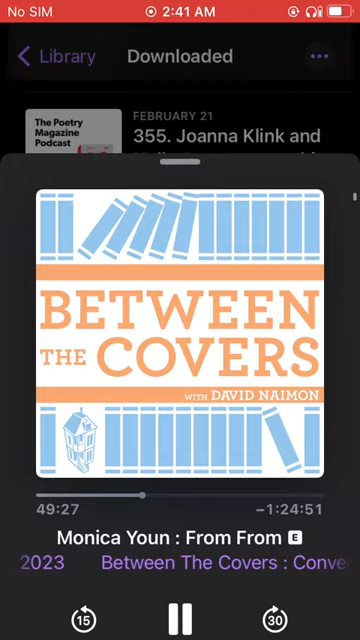 No SIM
2:41 AM
Library
Downloaded
FEBRUARY 21
The Poetry
Magazine
Podcast
355. Joanna Klink and
BETWEEN
THE COVERS
WITH DAVID NAIMON
49:27
−1:24:51
Monica Youn : From From E
2023 Between The Covers : Conve
15
30